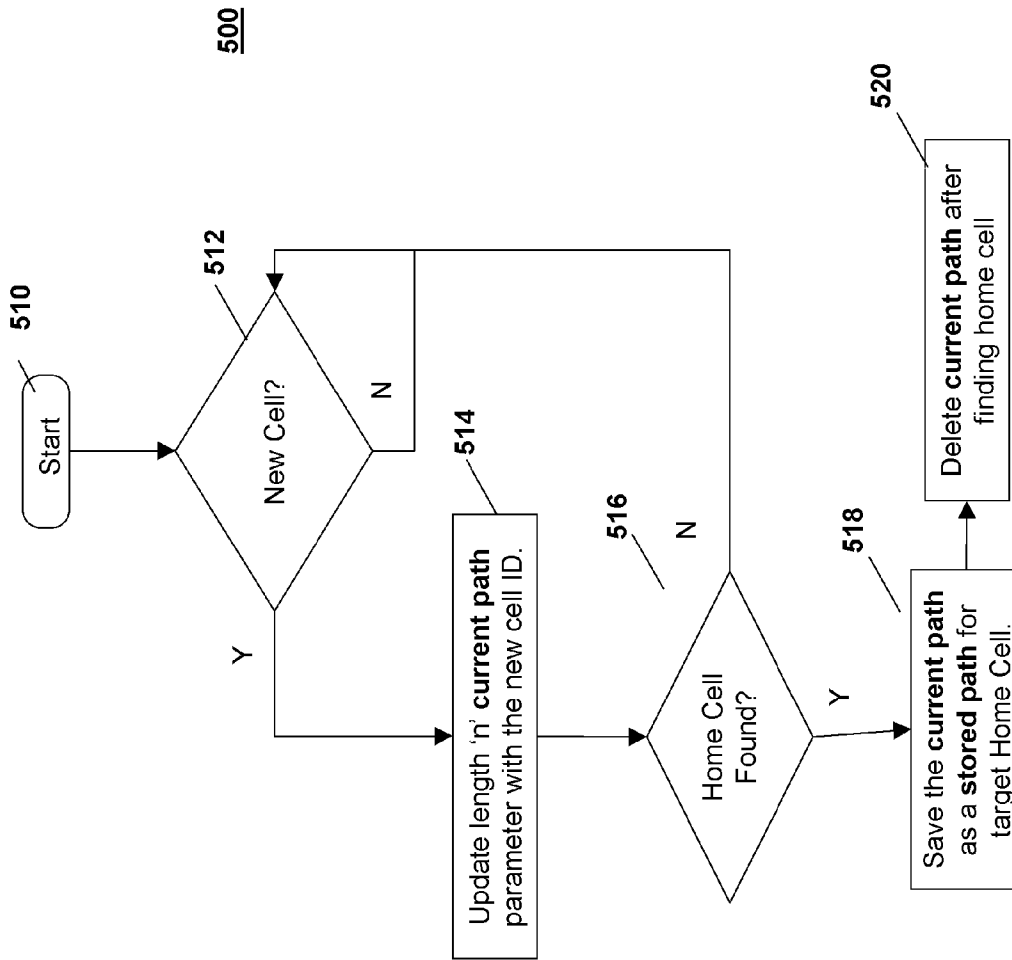 500
510
Start
512
New Cell?
N
Y
514
Update length 'n' current path
parameter with the new cell ID.
516
Home Cell
Found?
N
Y
518
Save the current path
as a stored path for
target Home Cell.
520
Delete current path after
finding home cell